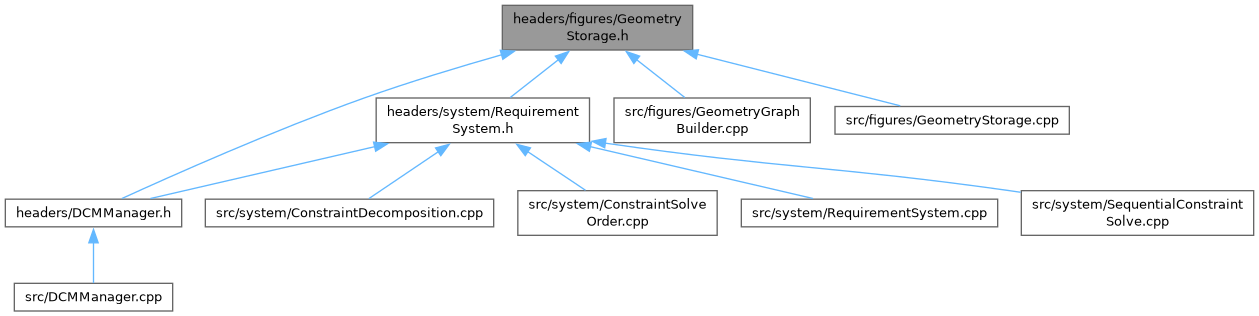 headers/figures/Geometry
Storage.h
headers/system/Requirement
System.h
src/figures/GeometryGraph
Builder.cpp
src/figures/GeometryStorage.cpp
headers/DCMManager.h
src/system/ConstraintDecomposition.cpp
src/system/ConstraintSolve
Order.cpp
src/system/RequirementSystem.cpp
src/system/SequentialConstraint
Solve.cpp
src/DCMManager.cpp